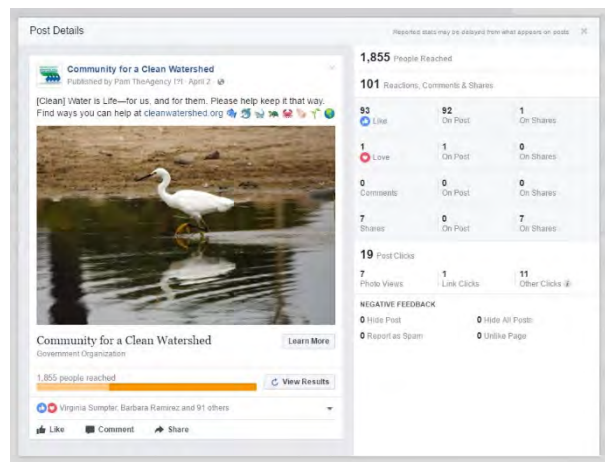 Post Details
Reported stats may be delayed from what appears on posts
Community for a Clean Watershed
Published by Pam TheAgency · April 2 ·
[Clean] Water is Life—for us, and for them. Please help keep it that way.
Find ways you can help at cleanwatershed.org
Community for a Clean Watershed
Learn More
Government Organization
1,855 people reached
View Results
Virginia Sumpter, Barbara Ramirez and 91 others
Like Comment Share
1,855 People Reached
101 Reactions, Comments & Shares
93 92 1
Like On Post On Shares
1 1 0
Love On Post On Shares
0 0 0
Comments On Post On Shares
7 0 7
Shares On Post On Shares
19 Post Clicks
7 1 11
Photo Views Link Clicks Other Clicks
NEGATIVE FEEDBACK
0 Hide Post 0 Hide All Posts
0 Report as Spam 0 Unlike Page